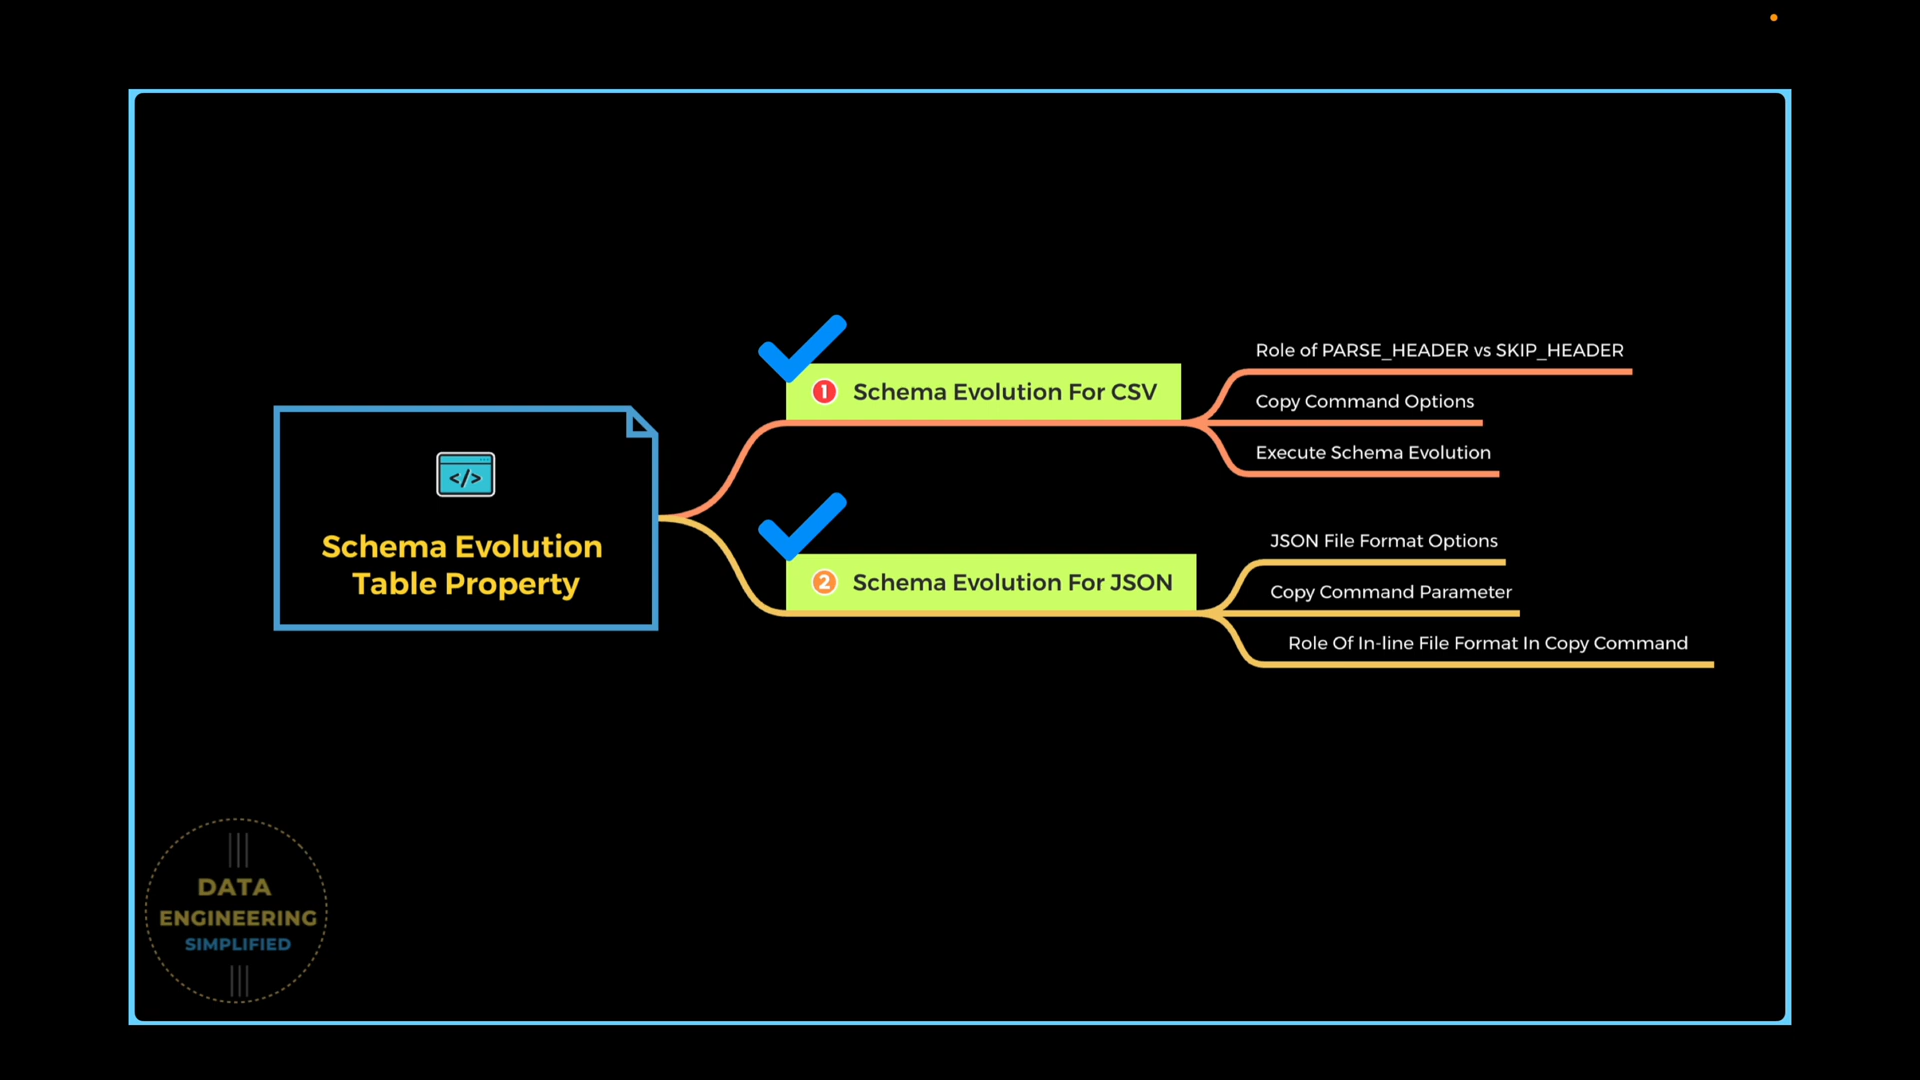 Schema Evolution
Table Property
</>
1 Schema Evolution For CSV
Role of PARSE_HEADER vs SKIP_HEADER
Copy Command Options
Execute Schema Evolution
2 Schema Evolution For JSON
JSON File Format Options
Copy Command Parameter
Role Of In-line File Format In Copy Command
DATA
ENGINEERING
SIMPLIFIED